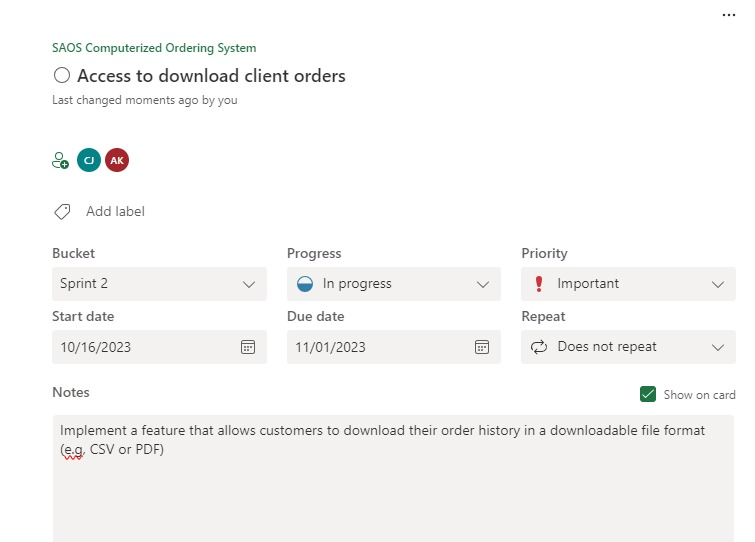 ...
SAOS Computerized Ordering System
Access to download client orders
Last changed moments ago by you
CJ AK
Add label
Bucket Progress Priority
Sprint 2 In progress Important
Start date Due date Repeat
10/16/2023 11/01/2023 Does not repeat
Notes Show on card
Implement a feature that allows customers to download their order history in a downloadable file format
(e.g, CSV or PDF)